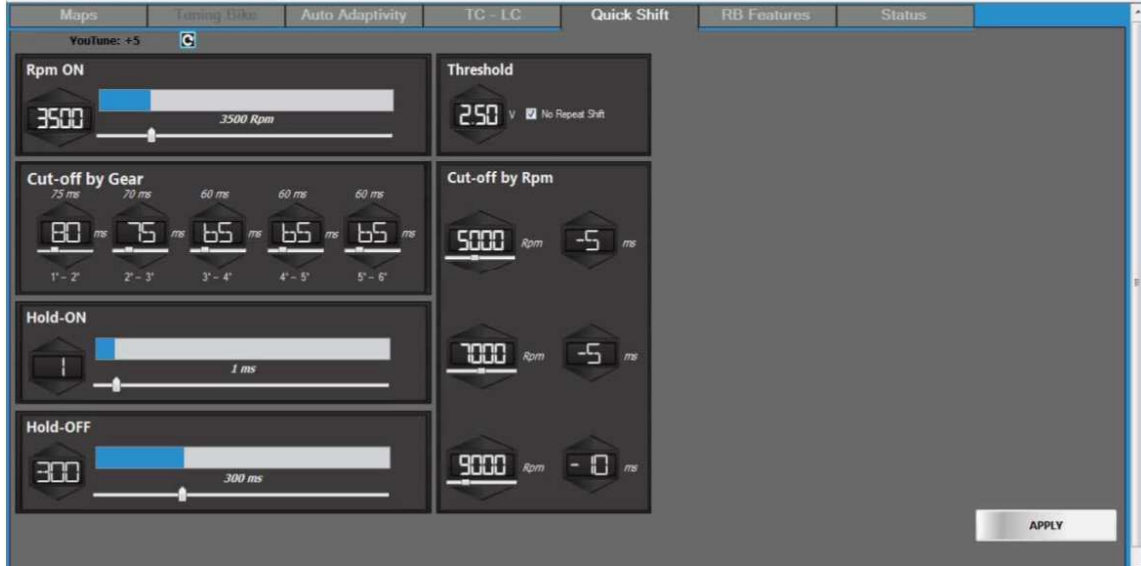 Maps Tuning Bike Auto Adaptivity TC - LC Quick Shift RB Features Status
YouTune: +5
Rpm ON
3500
3500 Rpm
Threshold
2.50 V No Repeat Shift
Cut-off by Gear
75 ms 70 ms 60 ms 60 ms 60 ms
80 ms 75 ms 65 ms 65 ms 65 ms
1° - 2° 2° - 3° 3° - 4° 4° - 5° 5° - 6°
Cut-off by Rpm
5000 Rpm -5 ms
7000 Rpm -5 ms
9000 Rpm -10 ms
Hold-ON
1
1 ms
Hold-OFF
300
300 ms
APPLY